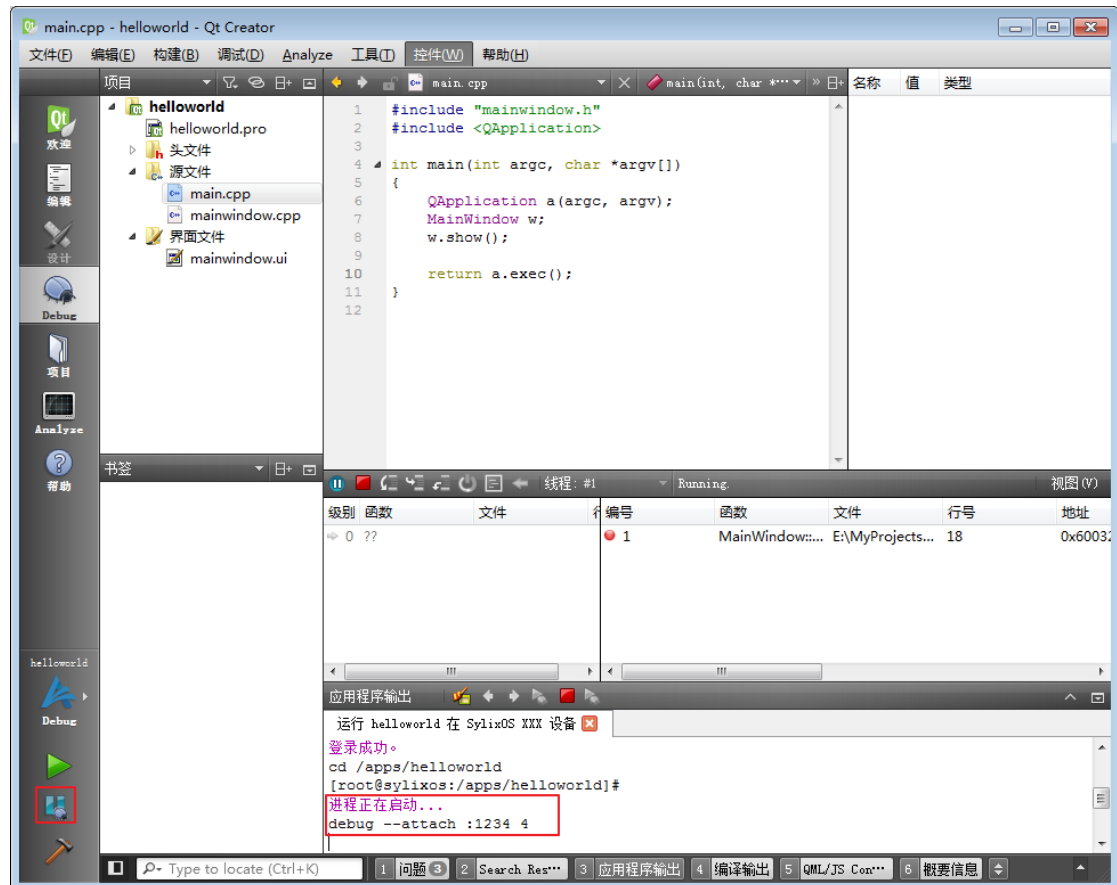 main.cpp - helloworld - Qt Creator
文件(F) 编辑(E) 构建(B) 调试(D) Analyze 工具(T) 控件(W) 帮助(H)
项目
main.cpp
main(int, char *···
名称 值 类型
欢迎
编辑
设计
Debug
项目
Analyze
帮助
helloworld
helloworld.pro
头文件
源文件
main.cpp
mainwindow.cpp
界面文件
mainwindow.ui
1 #include "mainwindow.h"
2 #include <QApplication>
3
4 int main(int argc, char *argv[])
5 {
6 QApplication a(argc, argv);
7 MainWindow w;
8 w.show();
9
10 return a.exec();
11 }
12
书签
线程: #1 Running. 视图(V)
级别 函数 文件
0 ??
编号 函数 文件 行号 地址
1 MainWindow::... E:\MyProjects... 18 0x60032
helloworld
Debug
应用程序输出
运行 helloworld 在 SylixOS XXX 设备
登录成功。
cd /apps/helloworld
[root@sylixos:/apps/helloworld]#
进程正在启动...
debug --attach :1234 4
Type to locate (Ctrl+K)
1 问题 3 2 Search Res··· 3 应用程序输出 4 编译输出 5 QML/JS Con··· 6 概要信息